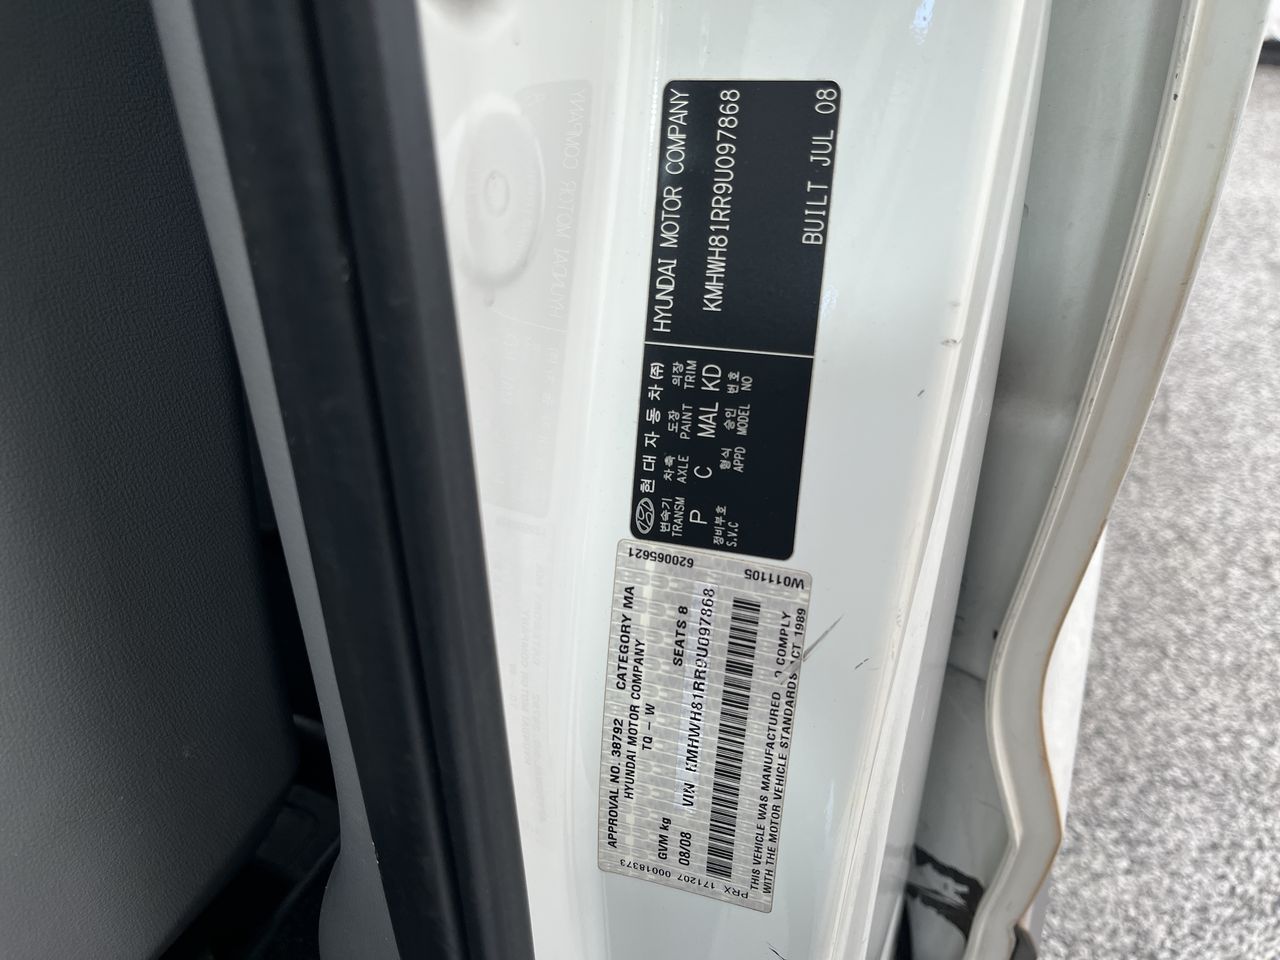 HYUNDAI MOTOR COMPANY
KMHWH81RR9U097868
BUILT JUL 08
현대자동차(주)
변속기 차축 도장 외장
TRANSM AXLE PAINT TRIM
P C MAL KD
정비부호 형식 승인 번호
S.V.C APPD MODEL NO
620065621
W011105
APPROVAL NO. 38792 CATEGORY MA
HYUNDAI MOTOR COMPANY
TQ - W
GVM kg SEATS 8
08/08 VIN KMHWH81RR9U097868
THIS VEHICLE WAS MANUFACTURED COMPLY
WITH THE MOTOR VEHICLE STANDARDS ACT 1989
PRX 171207 00018373